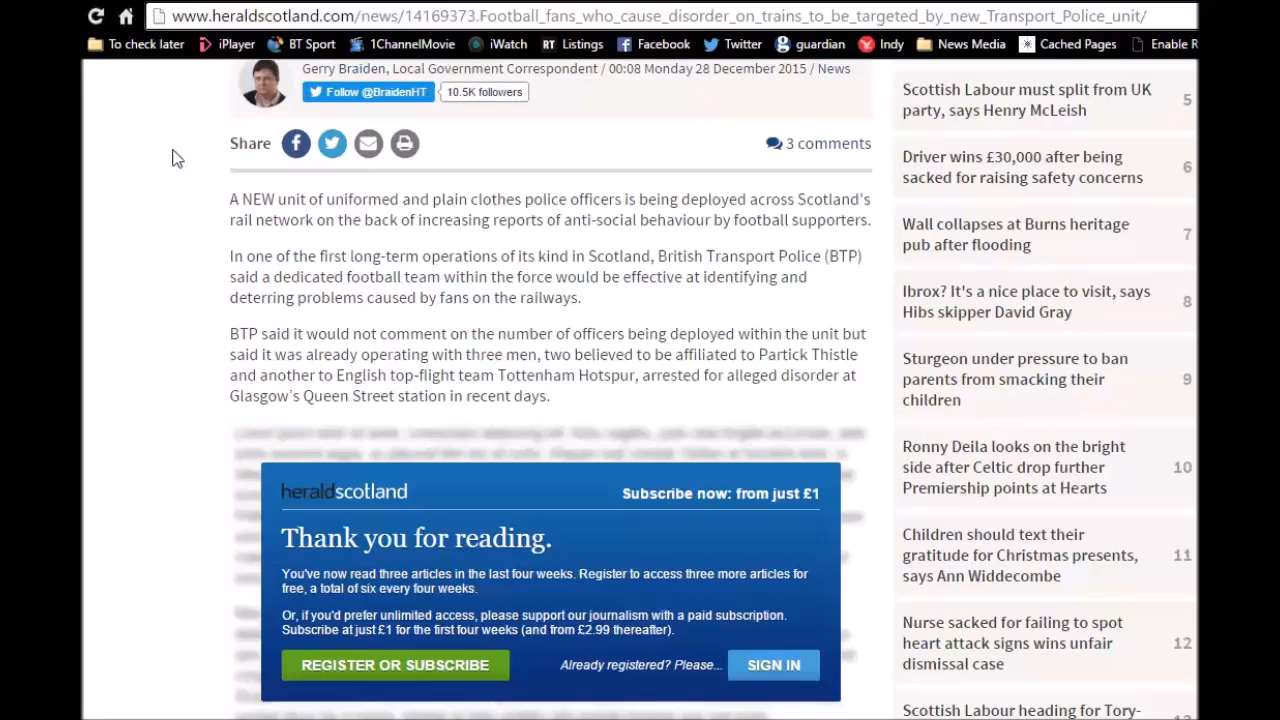 www.heraldscotland.com/news/14169373.Football_fans_who_cause_disorder_on_trains_to_be_targeted_by_new_Transport_Police_unit/
To check later iPlayer BT Sport 1ChannelMovie iWatch RT Listings Facebook Twitter guardian Indy News Media Cached Pages Enable R
Gerry Braiden, Local Government Correspondent / 00:08 Monday 28 December 2015 / News
Follow @BraidenHT 10.5K followers
Share
3 comments
A NEW unit of uniformed and plain clothes police officers is being deployed across Scotland's
rail network on the back of increasing reports of anti-social behaviour by football supporters.
In one of the first long-term operations of its kind in Scotland, British Transport Police (BTP)
said a dedicated football team within the force would be effective at identifying and
deterring problems caused by fans on the railways.
BTP said it would not comment on the number of officers being deployed within the unit but
said it was already operating with three men, two believed to be affiliated to Partick Thistle
and another to English top-flight team Tottenham Hotspur, arrested for alleged disorder at
Glasgow's Queen Street station in recent days.
heraldscotland
Subscribe now: from just £1
Thank you for reading.
You've now read three articles in the last four weeks. Register to access three more articles for
free, a total of six every four weeks.
Or, if you'd prefer unlimited access, please support our journalism with a paid subscription.
Subscribe at just £1 for the first four weeks (and from £2.99 thereafter).
REGISTER OR SUBSCRIBE
Already registered? Please...
SIGN IN
Scottish Labour must split from UK
party, says Henry McLeish
5
Driver wins £30,000 after being
sacked for raising safety concerns
6
Wall collapses at Burns heritage
pub after flooding
7
Ibrox? It's a nice place to visit, says
Hibs skipper David Gray
8
Sturgeon under pressure to ban
parents from smacking their
children
9
Ronny Deila looks on the bright
side after Celtic drop further
Premiership points at Hearts
10
Children should text their
gratitude for Christmas presents,
says Ann Widdecombe
11
Nurse sacked for failing to spot
heart attack signs wins unfair
dismissal case
12
Scottish Labour heading for Tory-